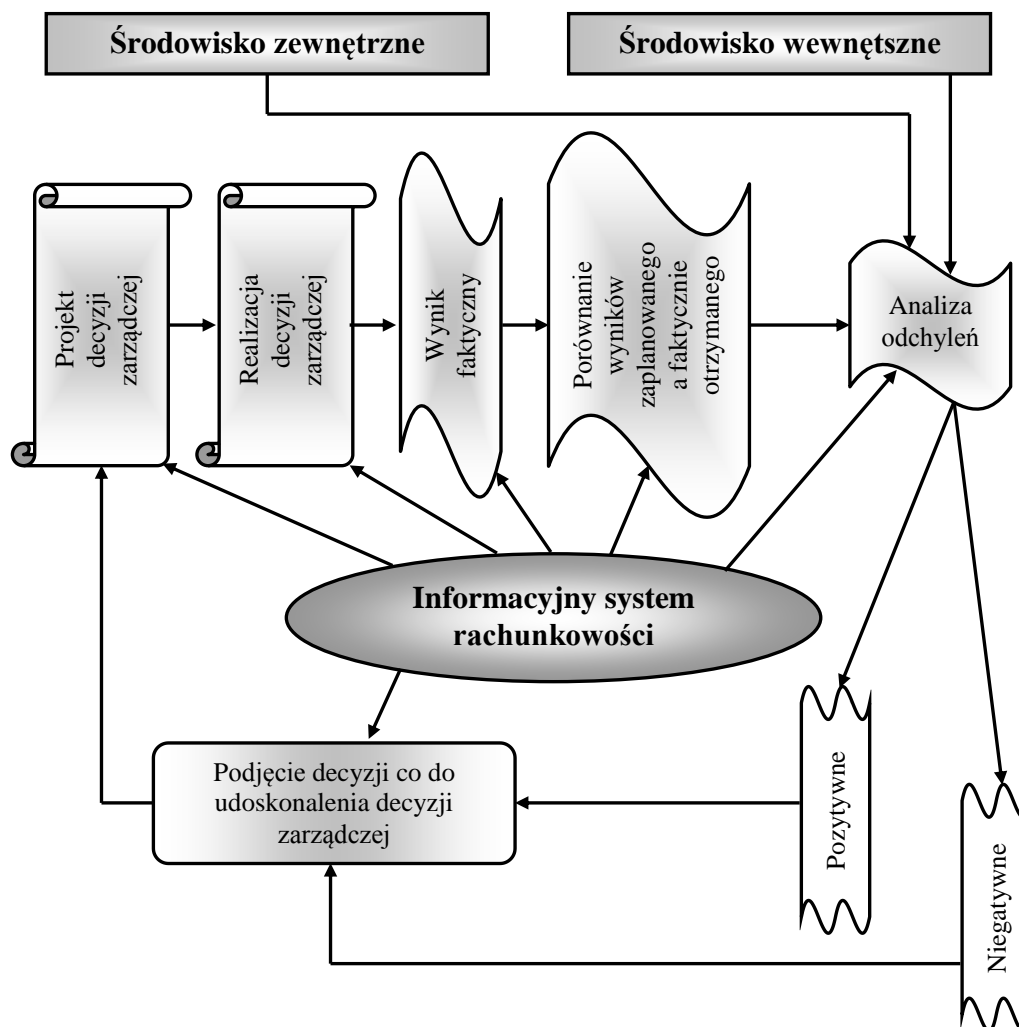 Środowisko zewnętrzne
Środowisko wewnętszne
Projekt
decyzji
zarządczej
Realizacja
decyzji
zarządczej
Wynik
faktyczny
Porównanie
wyników
zaplanowanego
a faktycznie
otrzymanego
Analiza
odchyleń
Informacyjny system
rachunkowości
Podjęcie decyzji co do
udoskonalenia decyzji
zarządczej
Pozytywne
Niegatywne